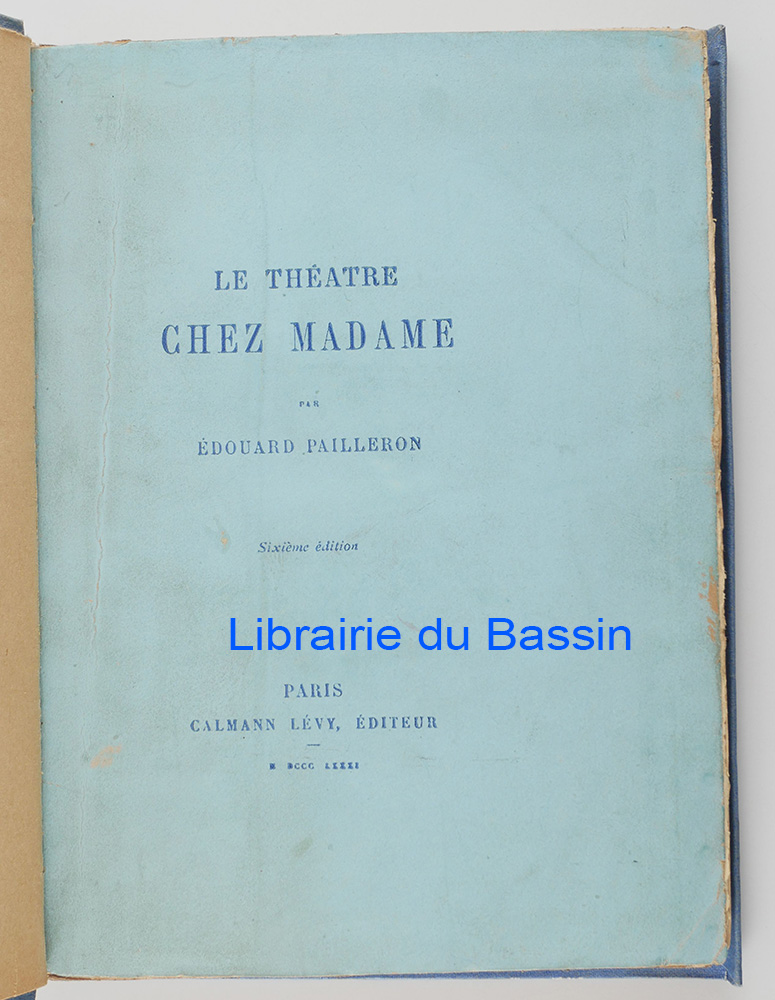 LE THÉATRE
CHEZ MADAME
PAR
ÉDOUARD PAILLERON
Sixième édition
Librairie du Bassin
PARIS
CALMANN LÉVY, ÉDITEUR
M DCCC LXXXI